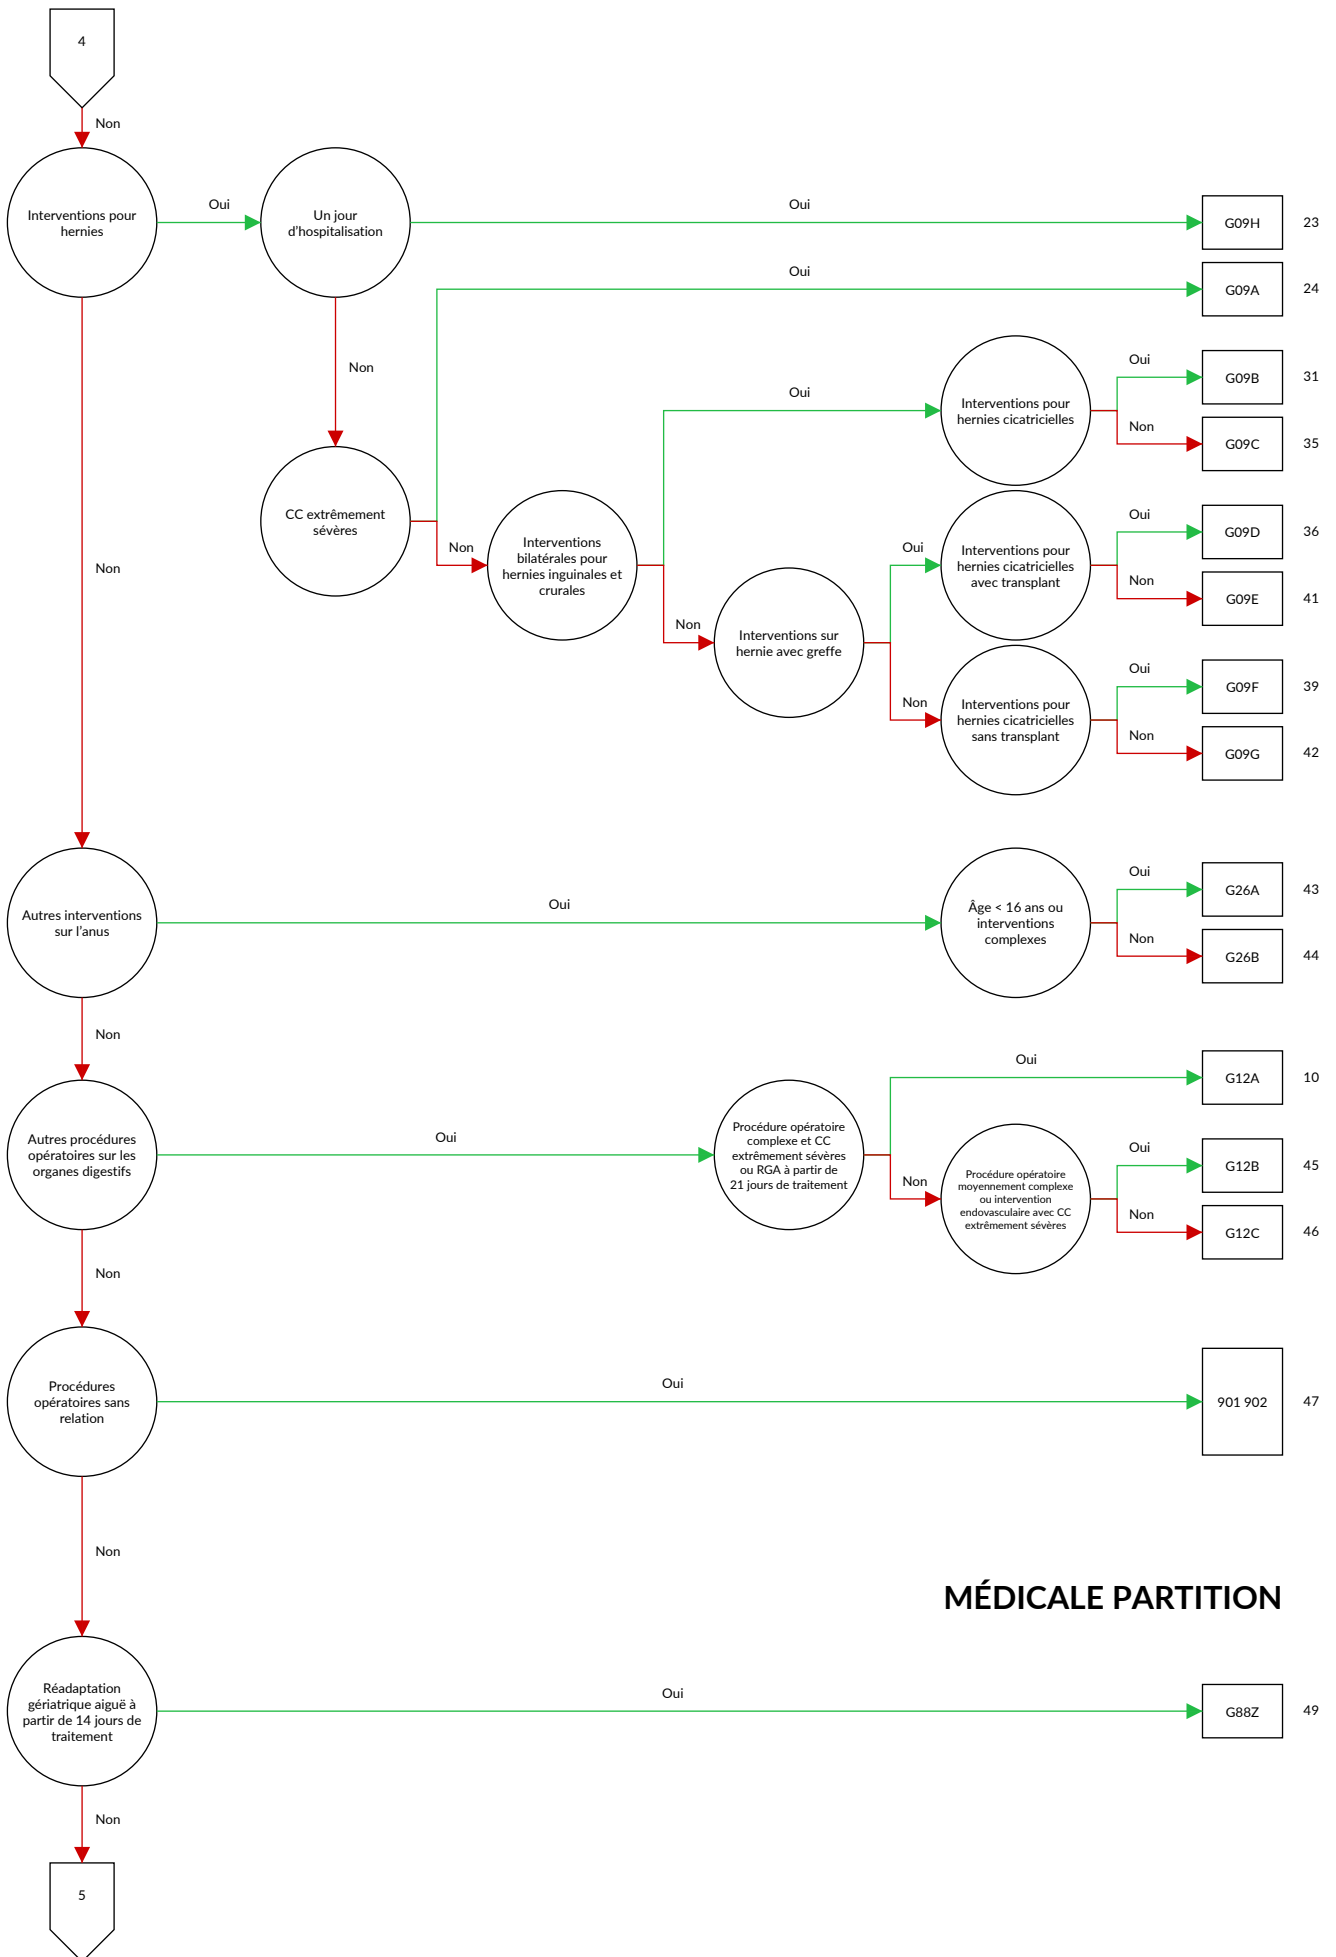 4
Non
Interventions pour
hernies
Oui
Un jour
d'hospitalisation
Oui
G09H
23
Oui
G09A
24
Non
CC extrêmement
sévères
Non
Interventions
bilatérales pour
hernies inguinales et
crurales
Oui
Interventions pour
hernies cicatricielles
Oui
G09B
31
Non
G09C
35
Non
Interventions sur
hernie avec greffe
Oui
Interventions pour
hernies cicatricielles
avec transplant
Oui
G09D
36
Non
G09E
41
Non
Interventions pour
hernies cicatricielles
sans transplant
Oui
G09F
39
Non
G09G
42
Non
Autres interventions
sur l'anus
Oui
Âge < 16 ans ou
interventions
complexes
Oui
G26A
43
Non
G26B
44
Non
Autres procédures
opératoires sur les
organes digestifs
Oui
Procédure opératoire
complexe et CC
extrêmement sévères
ou RGA à partir de
21 jours de traitement
Oui
G12A
10
Non
Procédure opératoire
moyennement complexe
ou intervention
endovasculaire avec CC
extrêmement sévères
Oui
G12B
45
Non
G12C
46
Non
Procédures
opératoires sans
relation
Oui
901 902
47
Non
MÉDICALE PARTITION
Réadaptation
gériatrique aiguë à
partir de 14 jours de
traitement
Oui
G88Z
49
Non
5